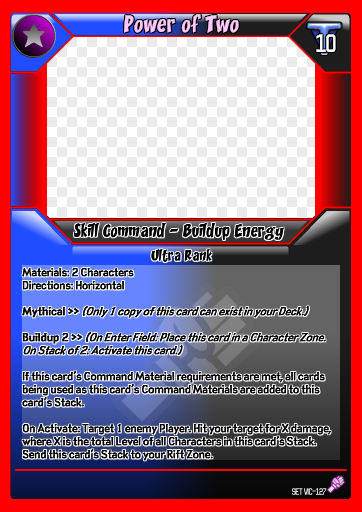 Power of Two
10
Skill Command - Buildup Energy
Ultra Rank
Materials: 2 Characters
Directions: Horizontal
Mythical >> (Only 1 copy of this card can exist in your Deck.)
Buildup 2 >> (On Enter Field: Place this card in a Character Zone.
On Stack of 2: Activate this card.)
If this card's Command Material requirements are met, all cards
being used as this card's Command Materials are added to this
card's Stack.
On Activate: Target 1 enemy Player. Hit your target for X damage,
where X is the total Level of all Characters in this card's Stack.
Send this card's Stack to your Rift Zone.
SET VIC-127